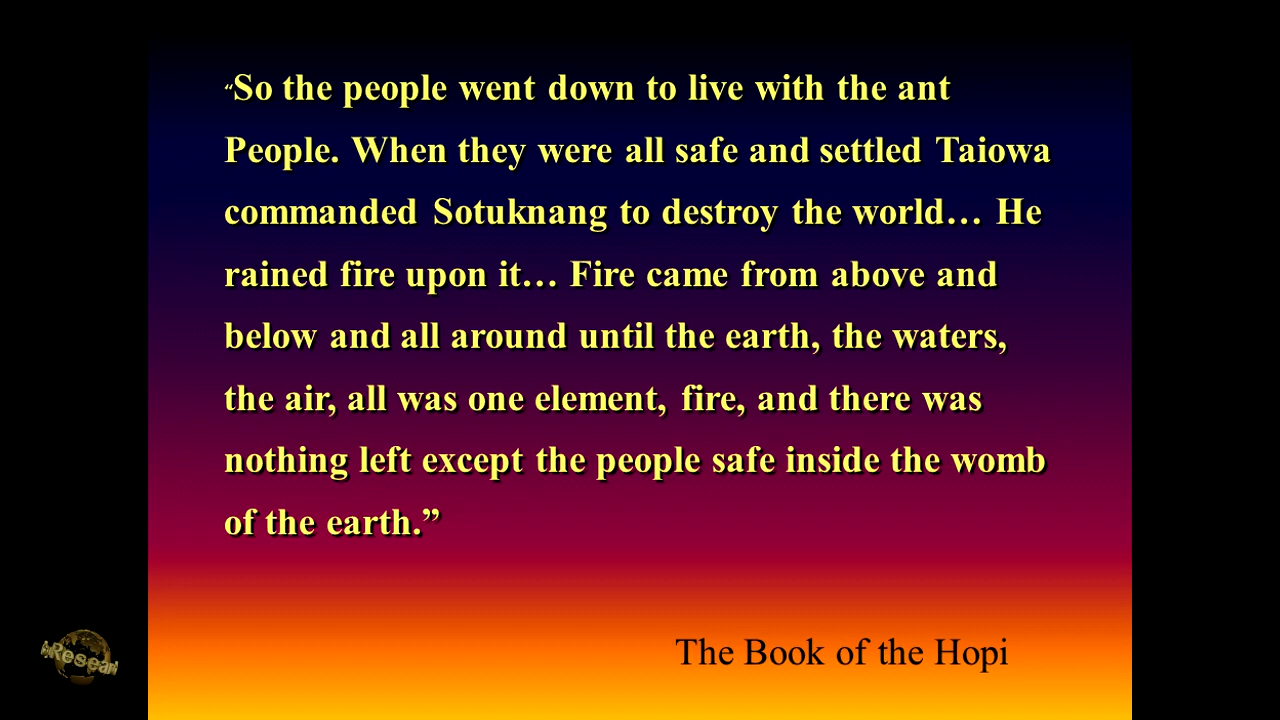 “So the people went down to live with the ant
People. When they were all safe and settled Taiowa
commanded Sotuknang to destroy the world… He
rained fire upon it… Fire came from above and
below and all around until the earth, the waters,
the air, all was one element, fire, and there was
nothing left except the people safe inside the womb
of the earth.”
The Book of the Hopi